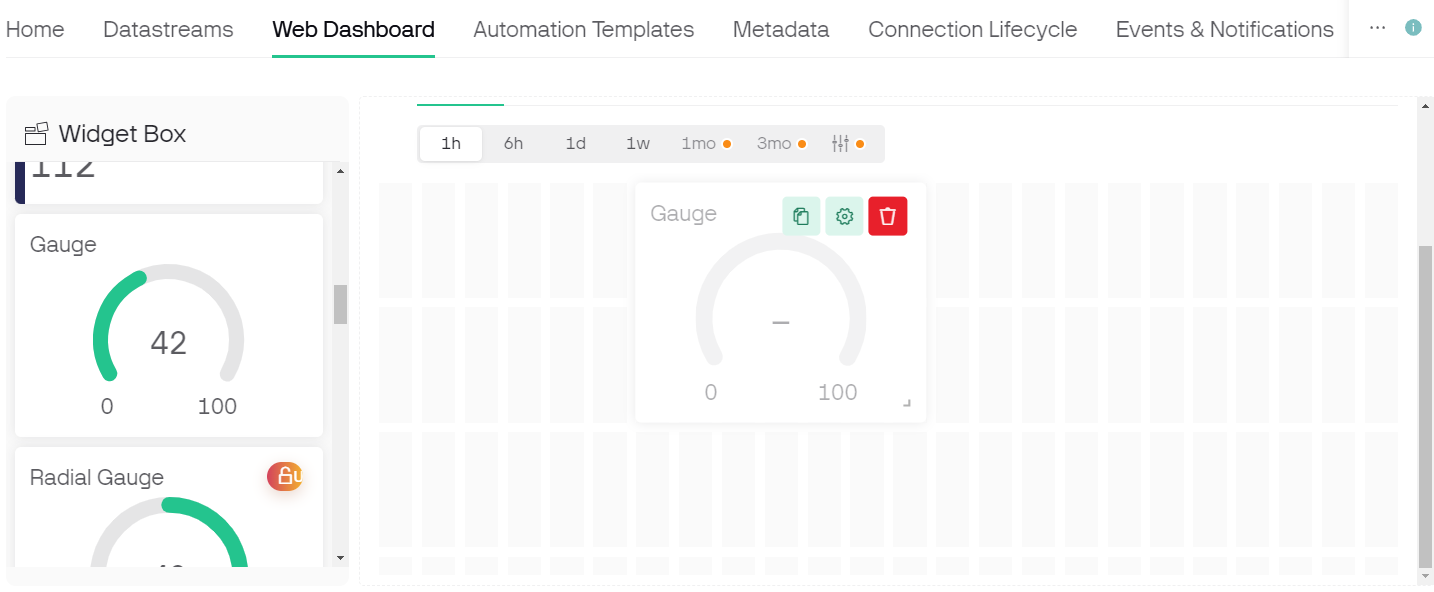 Home Datastreams Web Dashboard Automation Templates Metadata Connection Lifecycle Events & Notifications ...
Widget Box
112
Gauge
42
0 100
Radial Gauge
1h 6h 1d 1w 1mo 3mo
Gauge
–
0 100